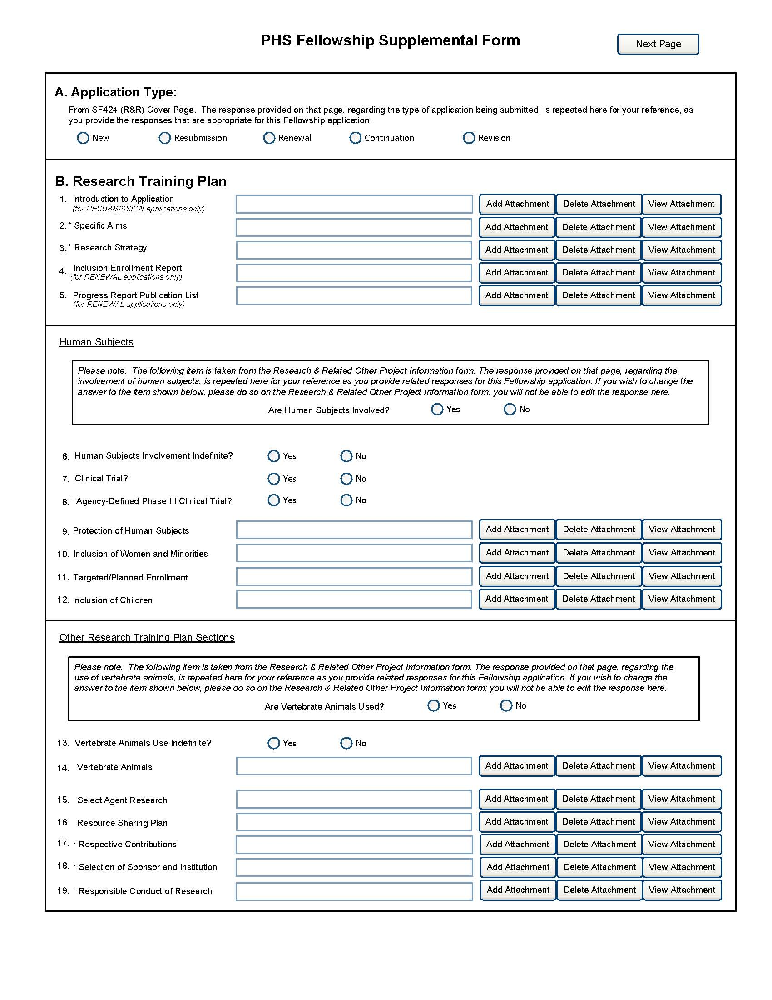 PHS Fellowship Supplemental Form
Next Page
A. Application Type:
From SF424 (R&R) Cover Page. The response provided on that page, regarding the type of application being submitted, is repeated here for your reference, as
you provide the responses that are appropriate for this Fellowship application.
New Resubmission Renewal Continuation Revision
B. Research Training Plan
1. Introduction to Application Add Attachment Delete Attachment View Attachment
(for RESUBMISSION applications only)
2. * Specific Aims Add Attachment Delete Attachment View Attachment
3. * Research Strategy Add Attachment Delete Attachment View Attachment
4. Inclusion Enrollment Report Add Attachment Delete Attachment View Attachment
(for RENEWAL applications only)
5. Progress Report Publication List Add Attachment Delete Attachment View Attachment
(for RENEWAL applications only)
Human Subjects
Please note. The following item is taken from the Research & Related Other Project Information form. The response provided on that page, regarding the
involvement of human subjects, is repeated here for your reference as you provide related responses for this Fellowship application. If you wish to change the
answer to the item shown below, please do so on the Research & Related Other Project Information form; you will not be able to edit the response here.
Are Human Subjects Involved? Yes No
6. Human Subjects Involvement Indefinite? Yes No
7. Clinical Trial? Yes No
8. * Agency-Defined Phase III Clinical Trial? Yes No
9. Protection of Human Subjects Add Attachment Delete Attachment View Attachment
10. Inclusion of Women and Minorities Add Attachment Delete Attachment View Attachment
11. Targeted/Planned Enrollment Add Attachment Delete Attachment View Attachment
12. Inclusion of Children Add Attachment Delete Attachment View Attachment
Other Research Training Plan Sections
Please note. The following item is taken from the Research & Related Other Project Information form. The response provided on that page, regarding the
use of vertebrate animals, is repeated here for your reference as you provide related responses for this Fellowship application. If you wish to change the
answer to the item shown below, please do so on the Research & Related Other Project Information form; you will not be able to edit the response here.
Are Vertebrate Animals Used? Yes No
13. Vertebrate Animals Use Indefinite? Yes No
14. Vertebrate Animals Add Attachment Delete Attachment View Attachment
15. Select Agent Research Add Attachment Delete Attachment View Attachment
16. Resource Sharing Plan Add Attachment Delete Attachment View Attachment
17. * Respective Contributions Add Attachment Delete Attachment View Attachment
18. * Selection of Sponsor and Institution Add Attachment Delete Attachment View Attachment
19. * Responsible Conduct of Research Add Attachment Delete Attachment View Attachment